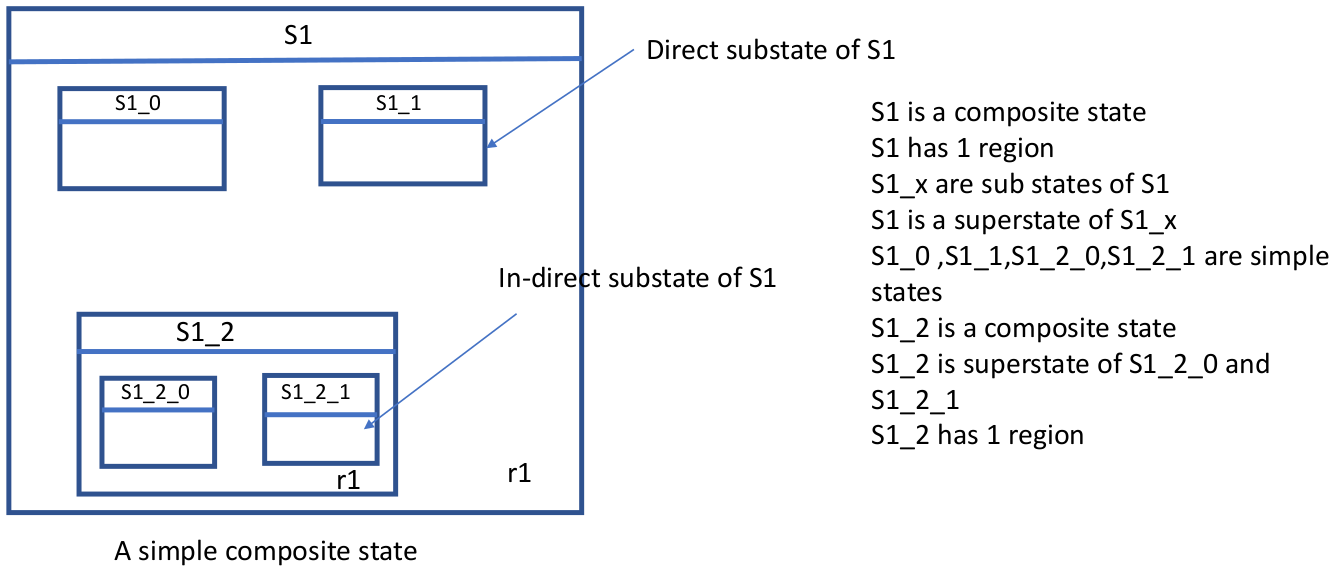 S1
Direct substate of S1
S1_0
S1_1
S1 is a composite state
S1 has 1 region
S1_x are sub states of S1
S1 is a superstate of S1_x
S1_0 ,S1_1,S1_2_0,S1_2_1 are simple
states
S1_2 is a composite state
S1_2 is superstate of S1_2_0 and
S1_2_1
S1_2 has 1 region
In-direct substate of S1
S1_2
S1_2_0
S1_2_1
r1
r1
A simple composite state